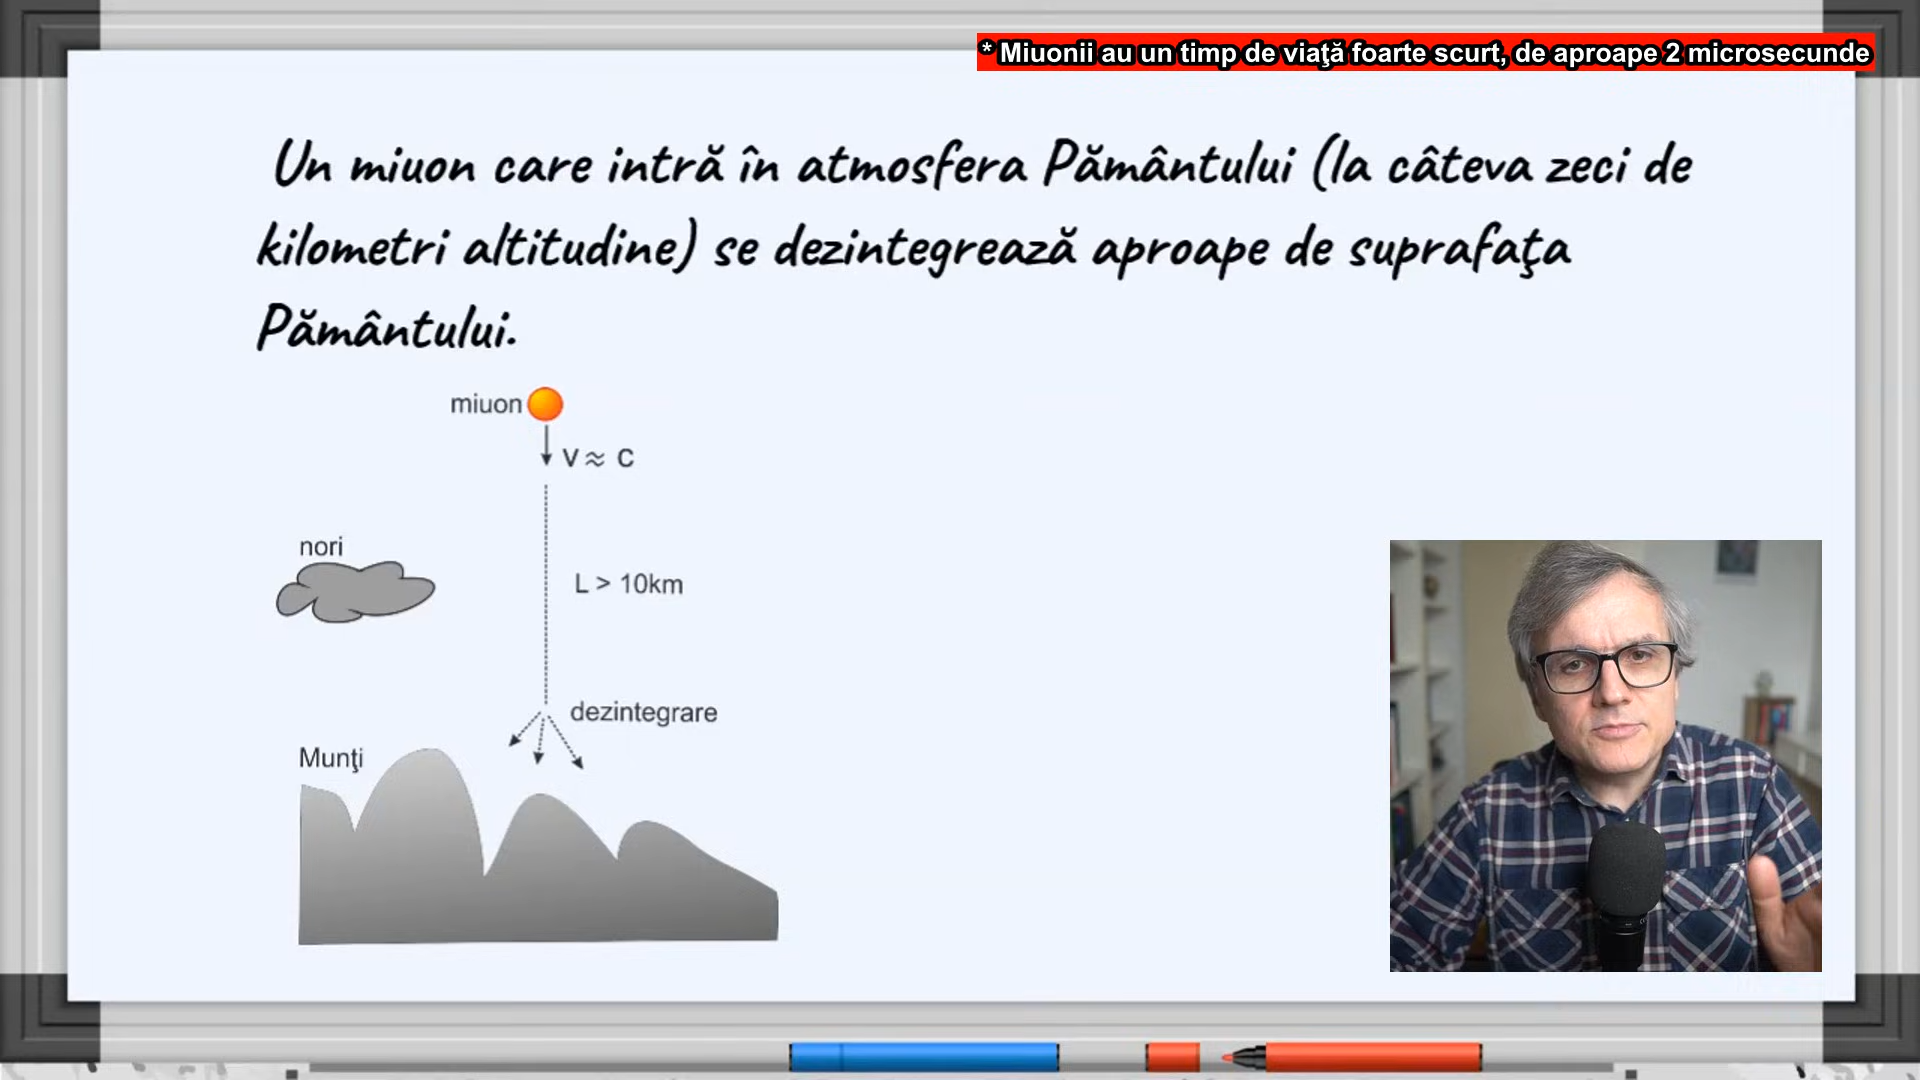 * Miuonii au un timp de viaţă foarte scurt, de aproape 2 microsecunde
Un miuon care intră în atmosfera Pământului (la câteva zeci de
kilometri altitudine) se dezintegrează aproape de suprafaţa
Pământului.
miuon
V ≈ C
nori
L > 10km
dezintegrare
Munţi